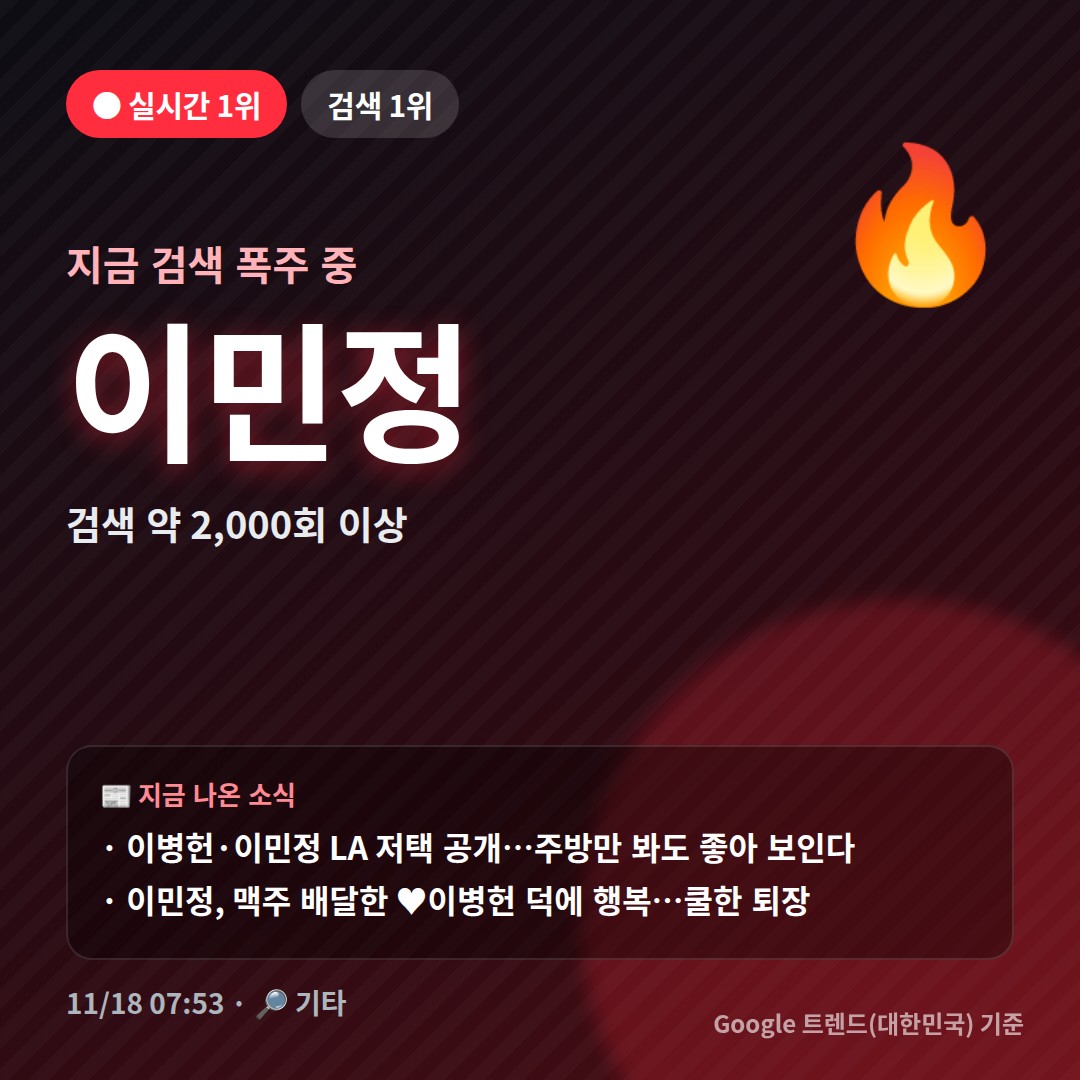 실시간 1위
검색 1위
지금 검색 폭주 중
이민정
검색 약 2,000회 이상
지금 나온 소식
· 이병헌·이민정 LA 저택 공개…주방만 봐도 좋아 보인다
· 이민정, 맥주 배달한 ♥이병헌 덕에 행복…쿨한 퇴장
11/18 07:53 · 🔎 기타
Google 트렌드(대한민국) 기준